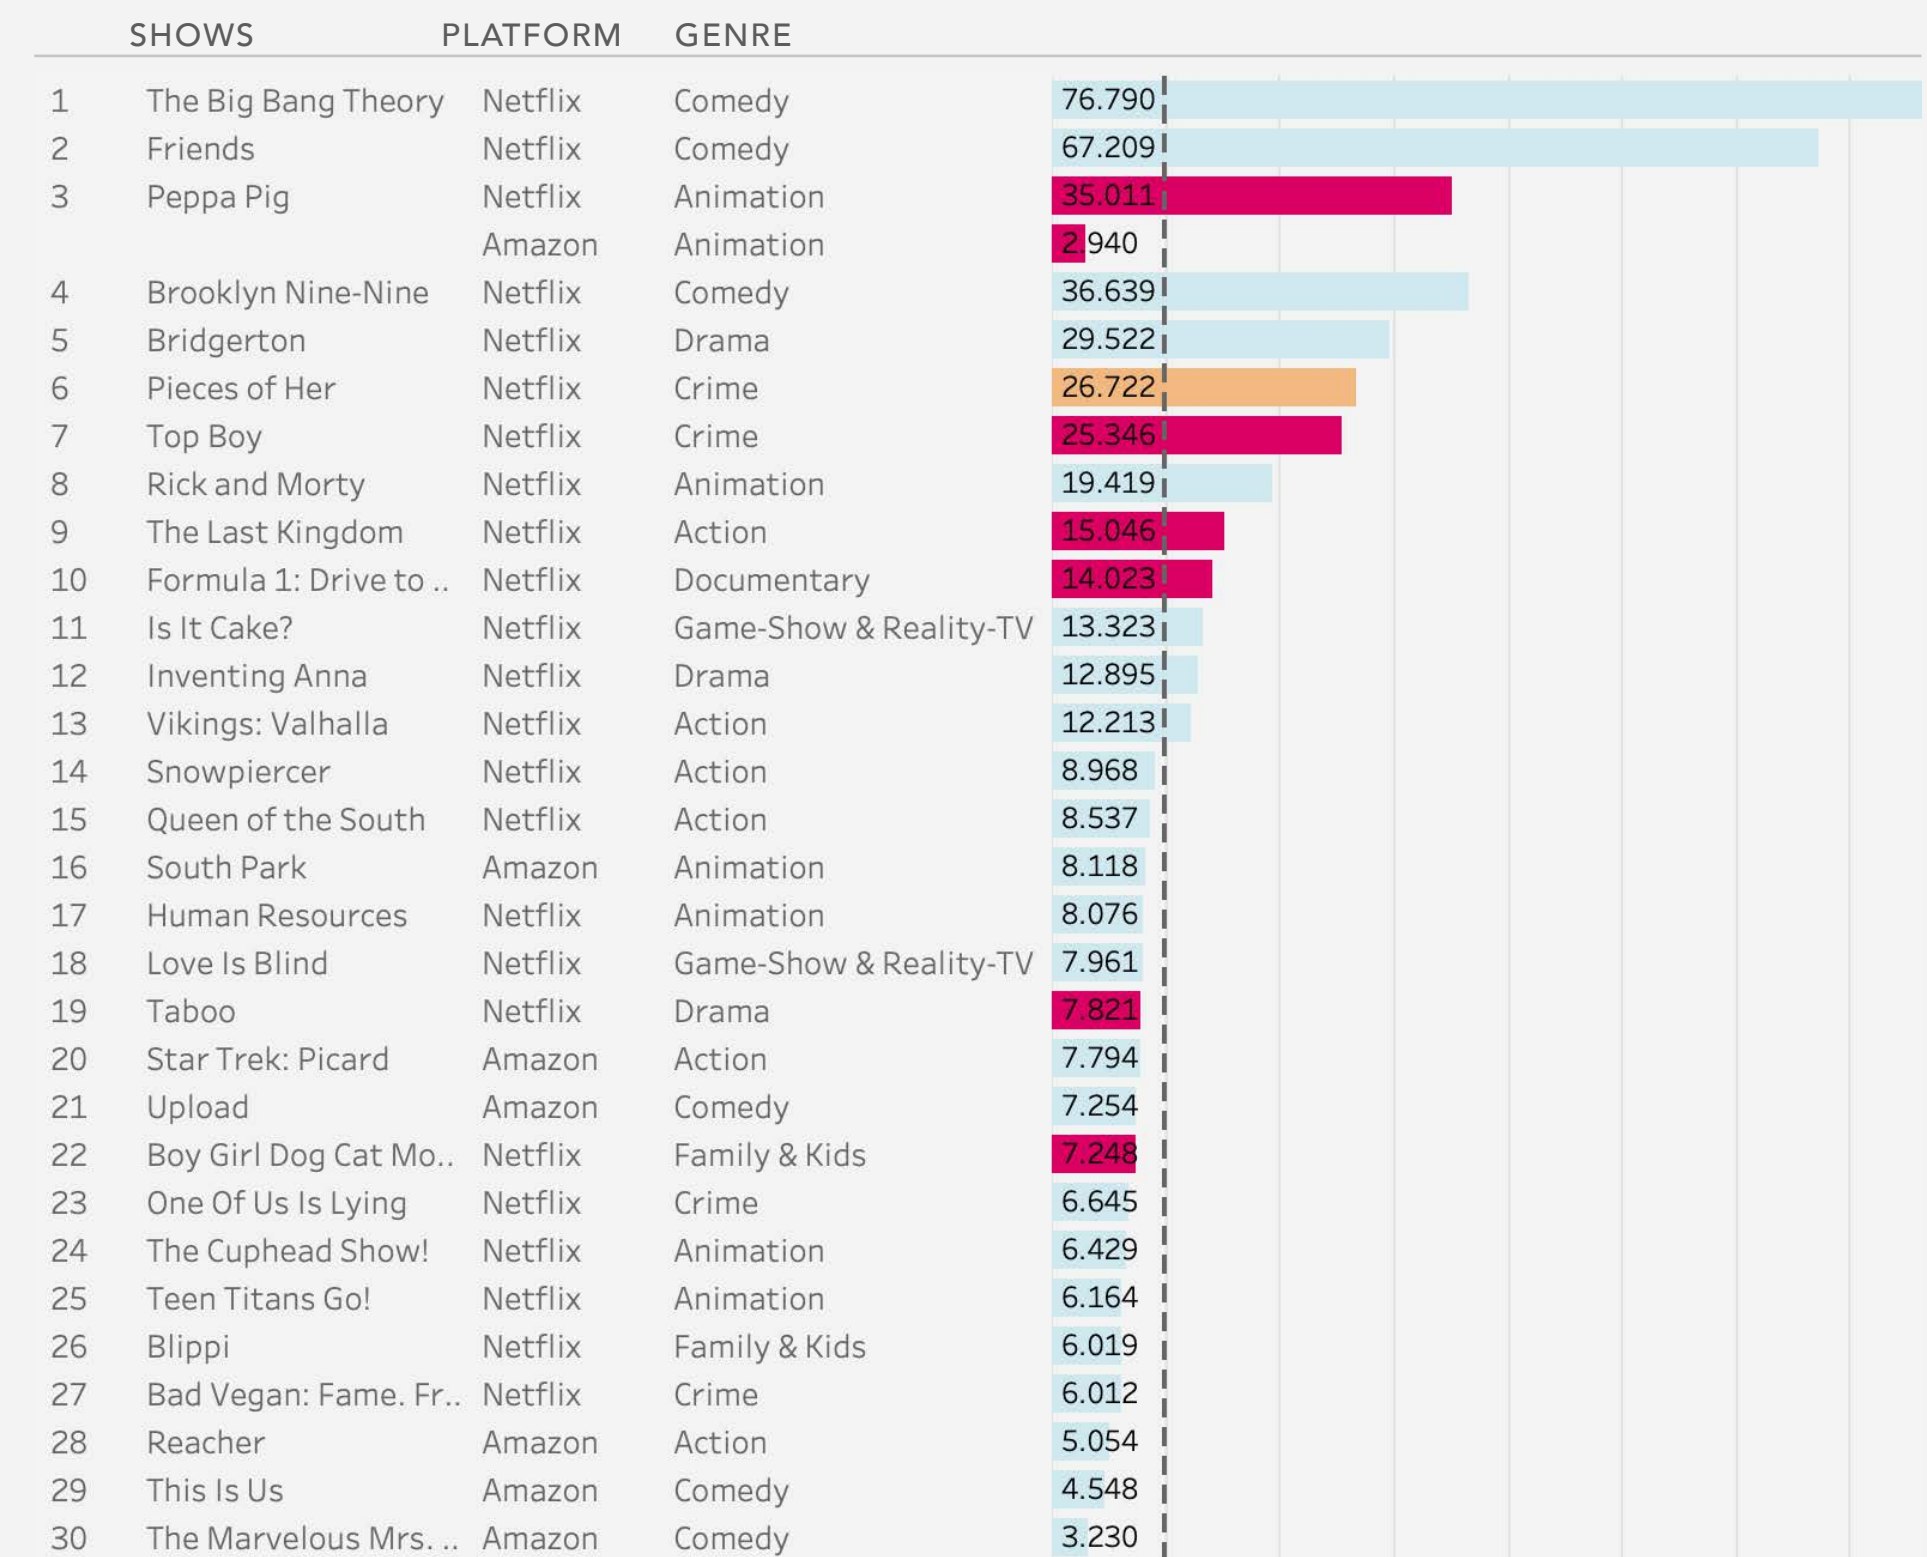 SHOWS PLATFORM GENRE
1 The Big Bang Theory Netflix Comedy 76.790
2 Friends Netflix Comedy 67.209
3 Peppa Pig Netflix Animation 35.011
Amazon Animation 2.940
4 Brooklyn Nine-Nine Netflix Comedy 36.639
5 Bridgerton Netflix Drama 29.522
6 Pieces of Her Netflix Crime 26.722
7 Top Boy Netflix Crime 25.346
8 Rick and Morty Netflix Animation 19.419
9 The Last Kingdom Netflix Action 15.046
10 Formula 1: Drive to .. Netflix Documentary 14.023
11 Is It Cake? Netflix Game-Show & Reality-TV 13.323
12 Inventing Anna Netflix Drama 12.895
13 Vikings: Valhalla Netflix Action 12.213
14 Snowpiercer Netflix Action 8.968
15 Queen of the South Netflix Action 8.537
16 South Park Amazon Animation 8.118
17 Human Resources Netflix Animation 8.076
18 Love Is Blind Netflix Game-Show & Reality-TV 7.961
19 Taboo Netflix Drama 7.821
20 Star Trek: Picard Amazon Action 7.794
21 Upload Amazon Comedy 7.254
22 Boy Girl Dog Cat Mo.. Netflix Family & Kids 7.248
23 One Of Us Is Lying Netflix Crime 6.645
24 The Cuphead Show! Netflix Animation 6.429
25 Teen Titans Go! Netflix Animation 6.164
26 Blippi Netflix Family & Kids 6.019
27 Bad Vegan: Fame. Fr.. Netflix Crime 6.012
28 Reacher Amazon Action 5.054
29 This Is Us Amazon Comedy 4.548
30 The Marvelous Mrs. .. Amazon Comedy 3.230